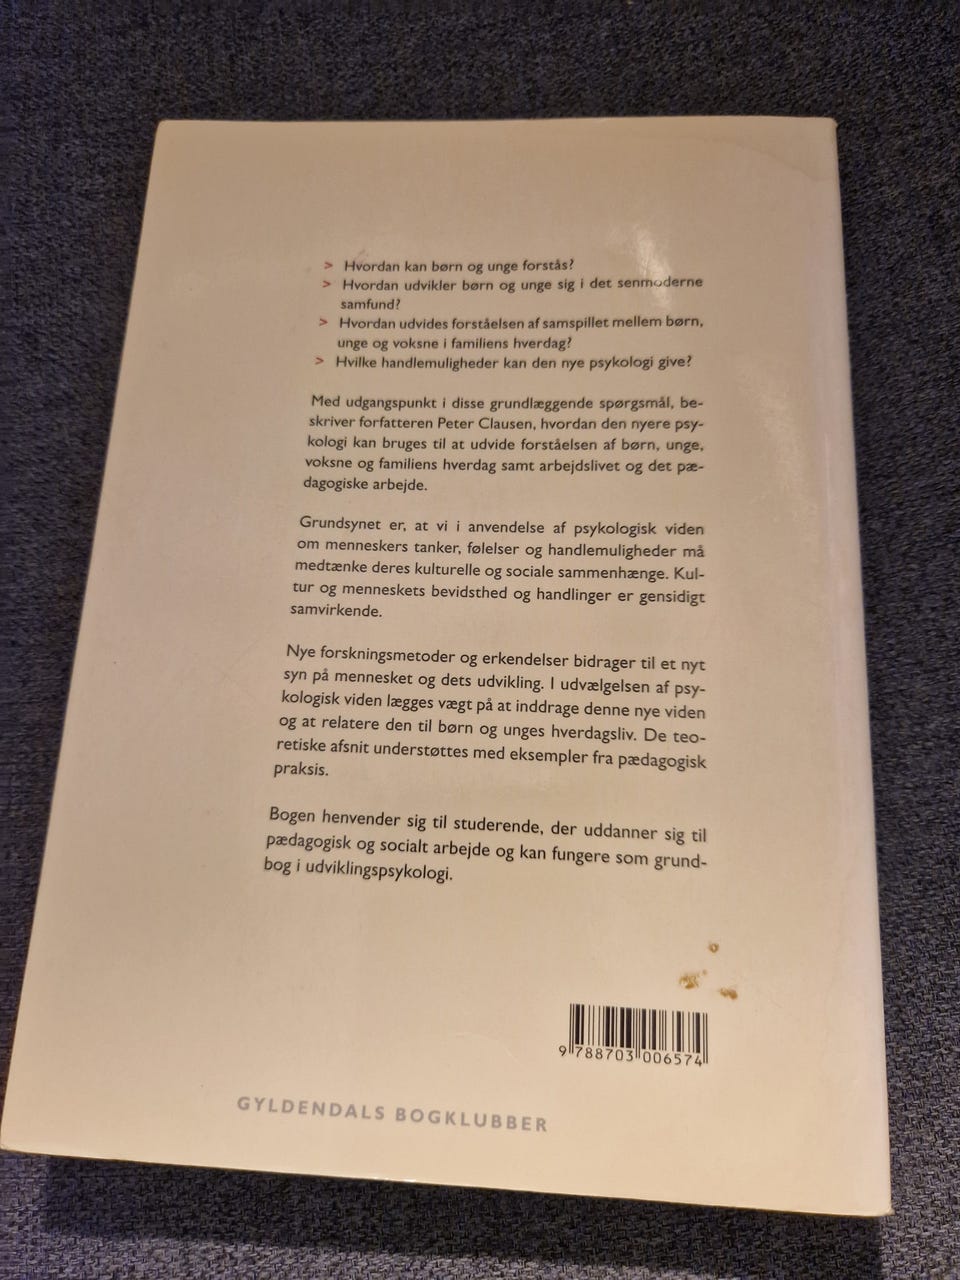 > Hvordan kan børn og unge forstås?
> Hvordan udvikler børn og unge sig i det senmoderne
samfund?
> Hvordan udvides forståelsen af samspillet mellem børn,
unge og voksne i familiens hverdag?
> Hvilke handlemuligheder kan den nye psykologi give?
Med udgangspunkt i disse grundlæggende spørgsmål, be-
skriver forfatteren Peter Clausen, hvordan den nyere psy-
kologi kan bruges til at udvide forståelsen af børn, unge,
voksne og familiens hverdag samt arbejdslivet og det pæ-
dagogiske arbejde.
Grundsynet er, at vi i anvendelse af psykologisk viden
om menneskers tanker, følelser og handlemuligheder må
medtænke deres kulturelle og sociale sammenhænge. Kul-
tur og menneskets bevidsthed og handlinger er gensidigt
samvirkende.
Nye forskningsmetoder og erkendelser bidrager til et nyt
syn på mennesket og dets udvikling. I udvælgelsen af psy-
kologisk viden lægges vægt på at inddrage denne nye viden
og at relatere den til børn og unges hverdagsliv. De teo-
retiske afsnit understøttes med eksempler fra pædagogisk
praksis.
Bogen henvender sig til studerende, der uddanner sig til
pædagogisk og socialt arbejde og kan fungere som grund-
bog i udviklingspsykologi.
9 788703 006574
GYLDENDALS BOGKLUBBER